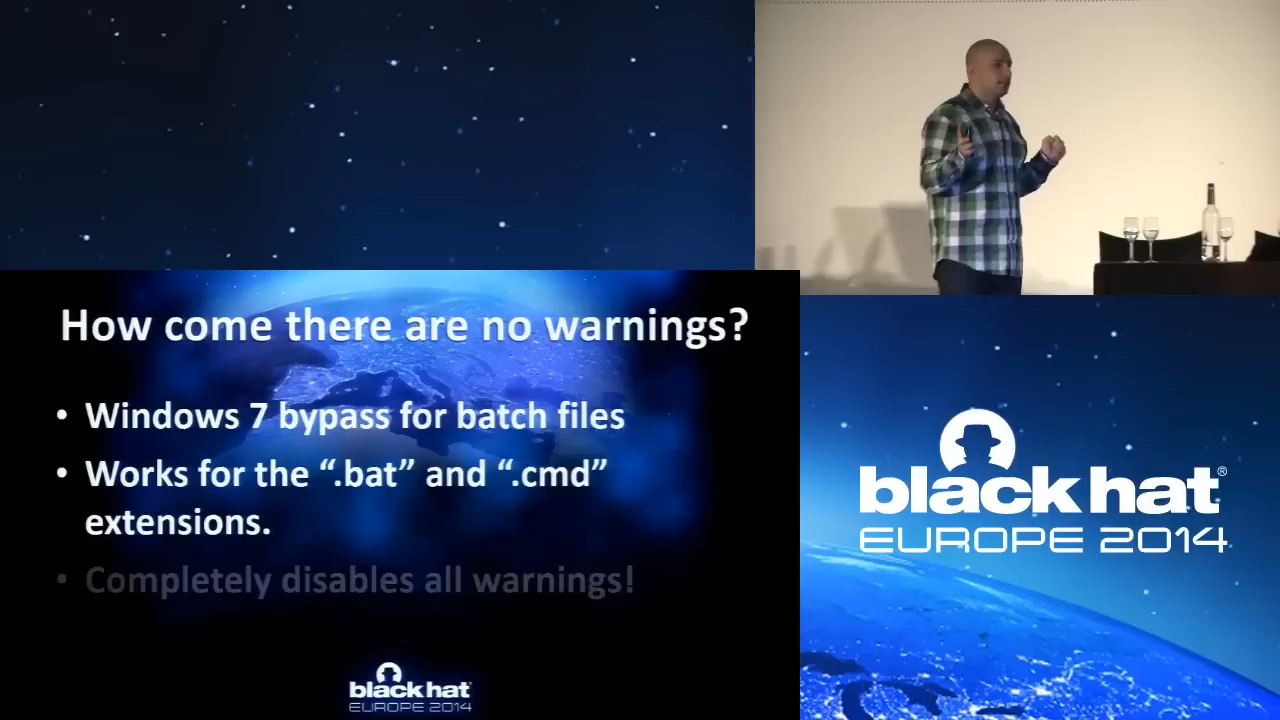 How come there are no warnings?
• Windows 7 bypass for batch files
• Works for the “.bat” and “.cmd”
extensions.
• Completely disables all warnings!
black hat
EUROPE 2014
black hat®
EUROPE 2014